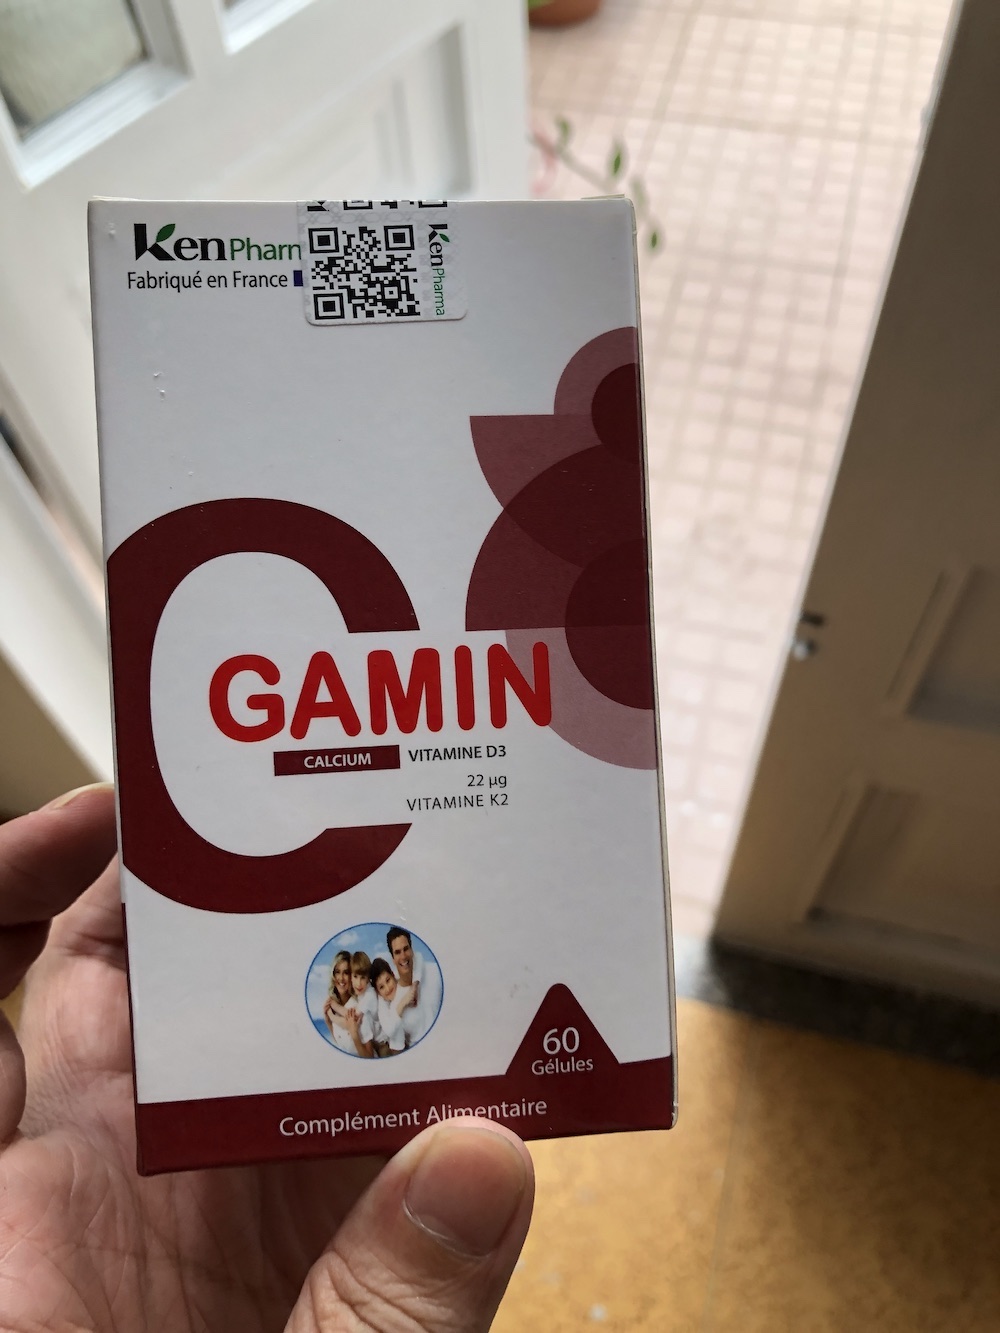 KenPharm
Fabriqué en France
KenPharma
GAMIN
CALCIUM VITAMINE D3
22 µg
VITAMINE K2
60
Gélules
Complément Alimentaire